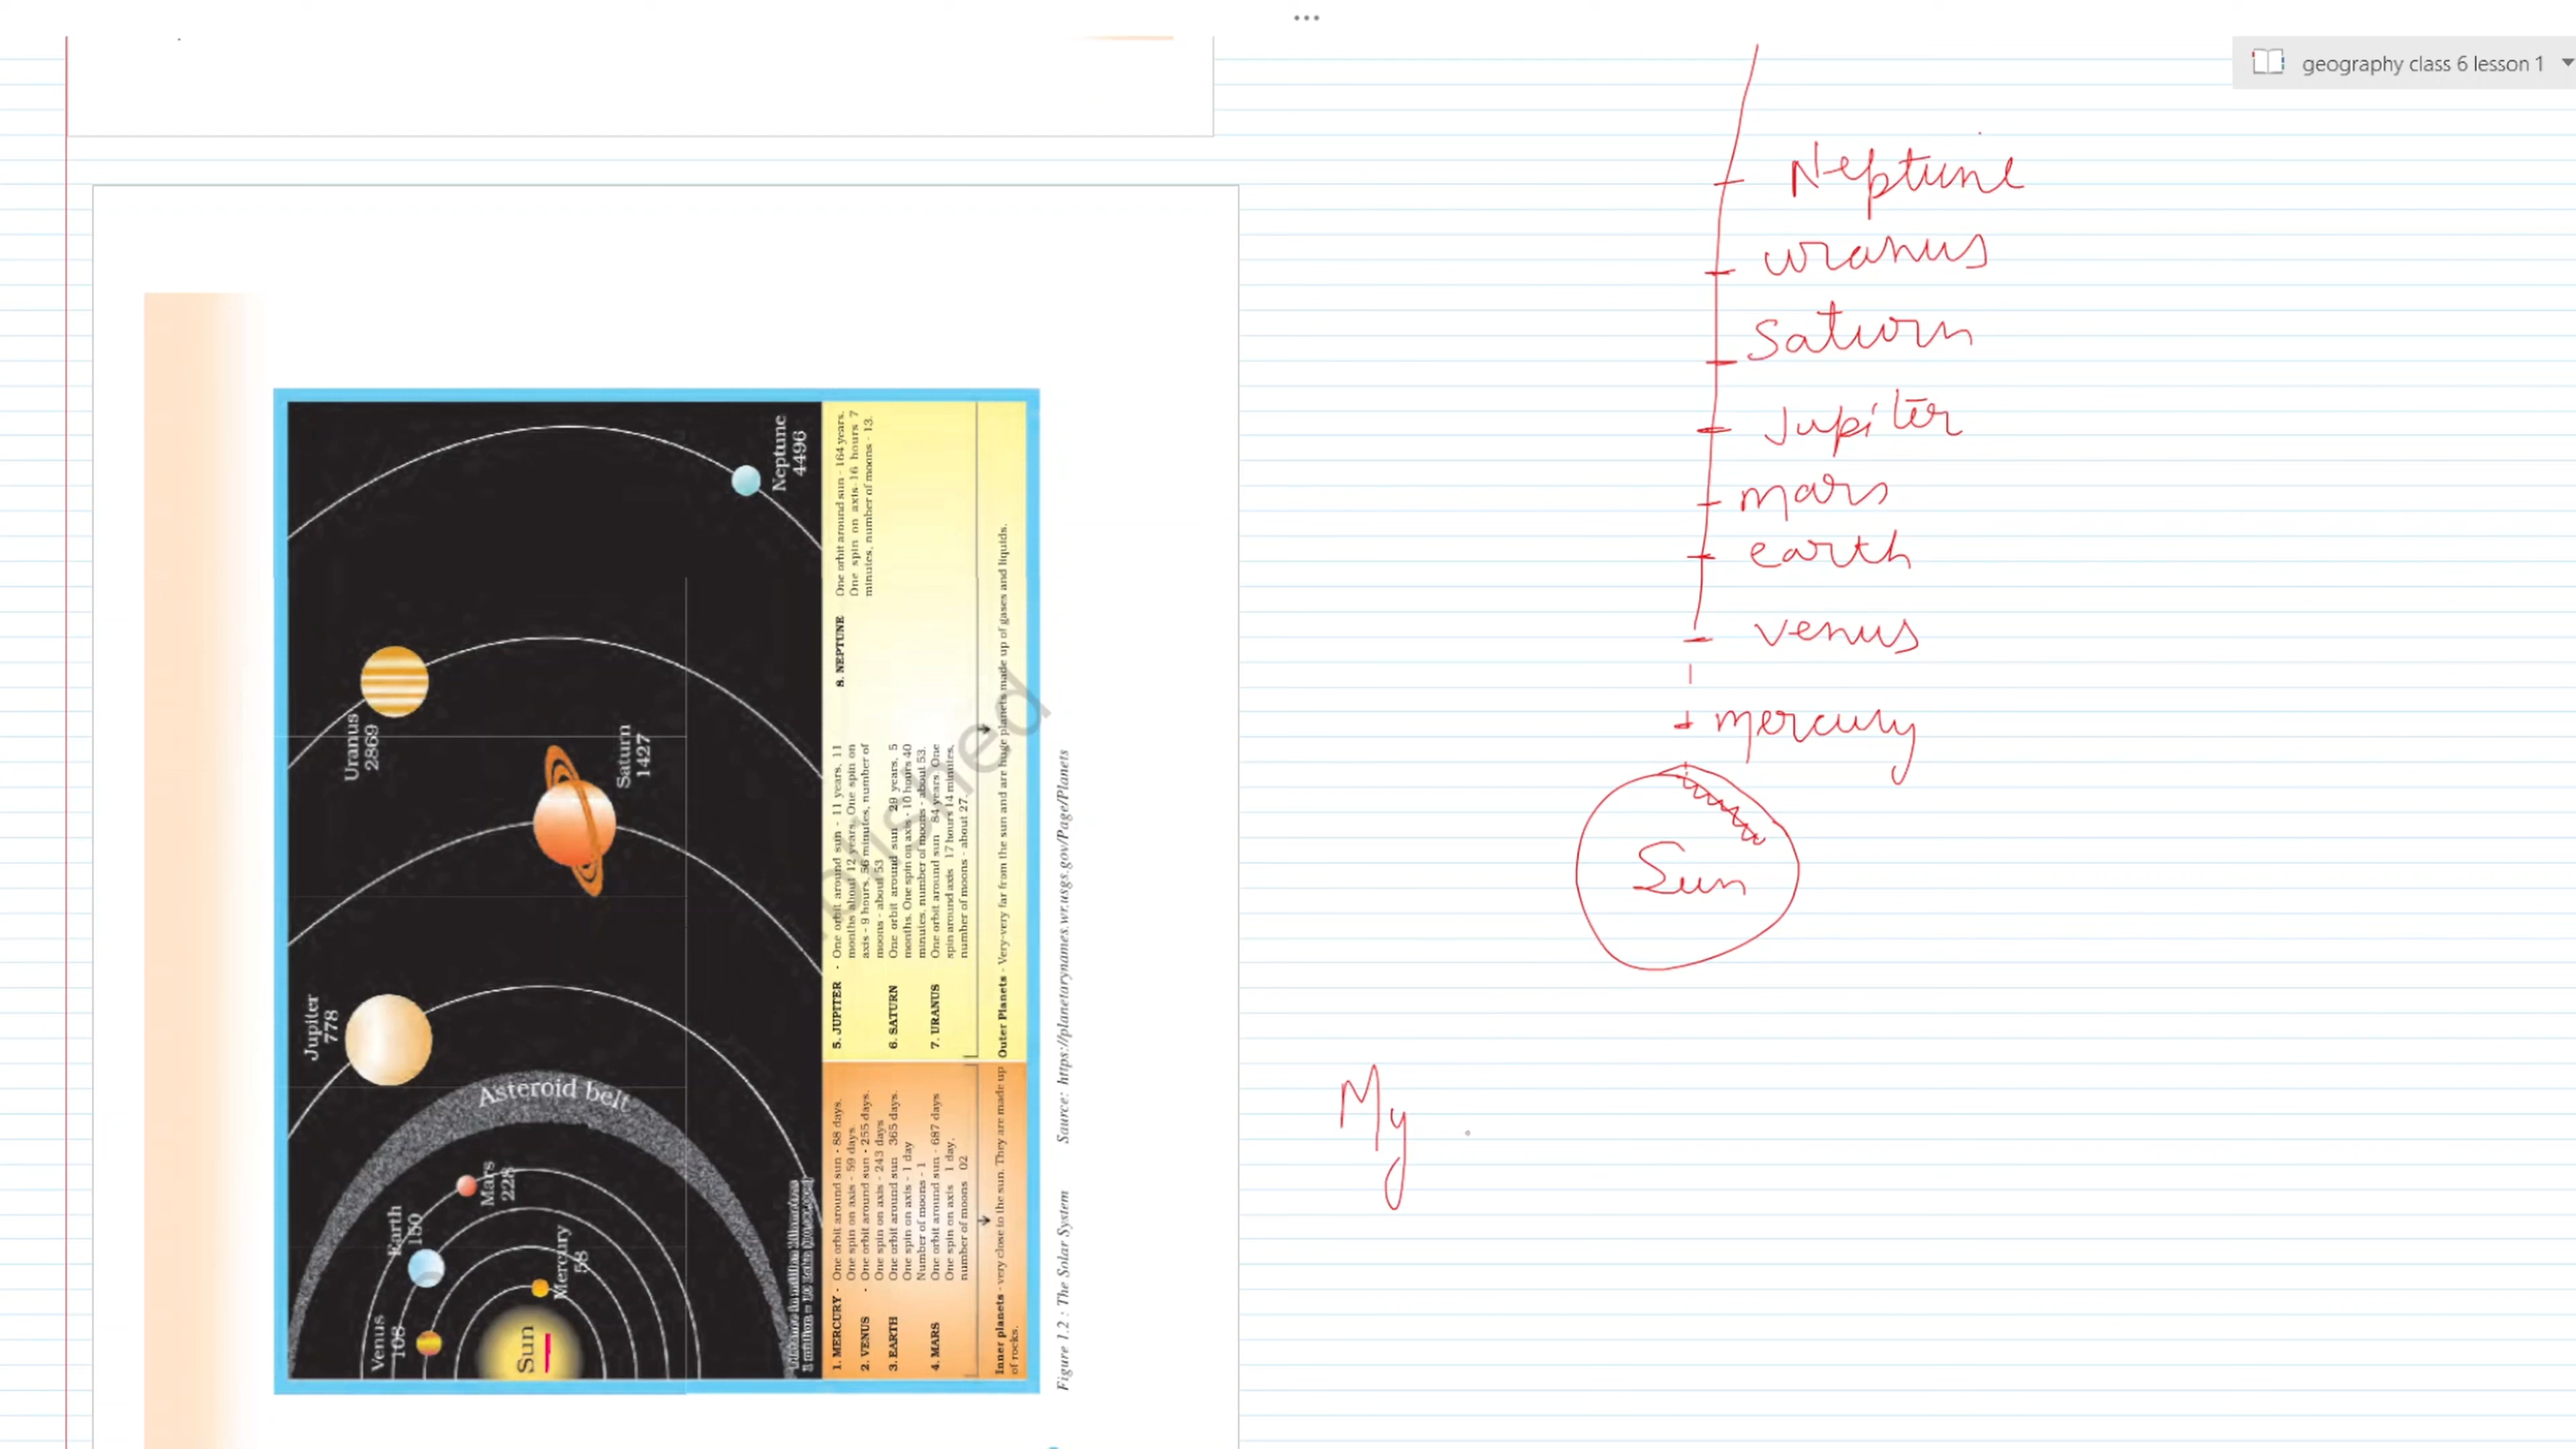 geography class 6 lesson 1
Neptune
uranus
Saturn
Jupiter
mars
earth
venus
mercury
Sun
My
Neptune
4496
Uranus
2869
Saturn
1427
Jupiter
778
Asteroid belt
Mars
228
Earth
150
Mercury
58
Venus
108
Sun
1. MERCURY - One orbit around sun - 88 days.
One spin on axis - 59 days.
2. VENUS - One orbit around sun - 255 days.
One spin on axis - 243 days
3. EARTH One orbit around sun 365 days.
One spin on axis - 1 day
Number of moons - 1
4. MARS One orbit around sun - 687 days
One spin on axis 1 day,
number of moons 02
Inner planets - very close to the sun. They are made up
of rocks.
5. JUPITER - One orbit around sun - 11 years, 11
months about 12 years. One spin on
axis - 9 hours, 56 minutes, number of
moons - about 53
6. SATURN One orbit around sun 29 years, 5
months. One spin on axis - 10 hours 40
minutes, number of moons - about 53.
7. URANUS One orbit around sun 84 years. One
spin around axis 17 hours 14 minutes,
number of moons - about 27.
8. NEPTUNE One orbit around sun - 164 years.
One spin on axis-16 hours 7
minutes, number of moons - 13.
Outer Planets - Very-very far from the sun and are huge planets made up of gases and liquids.
Figure 1.2 : The Solar System Saurce: https://planetarynames.wr.usgs.gov/Page/Planets